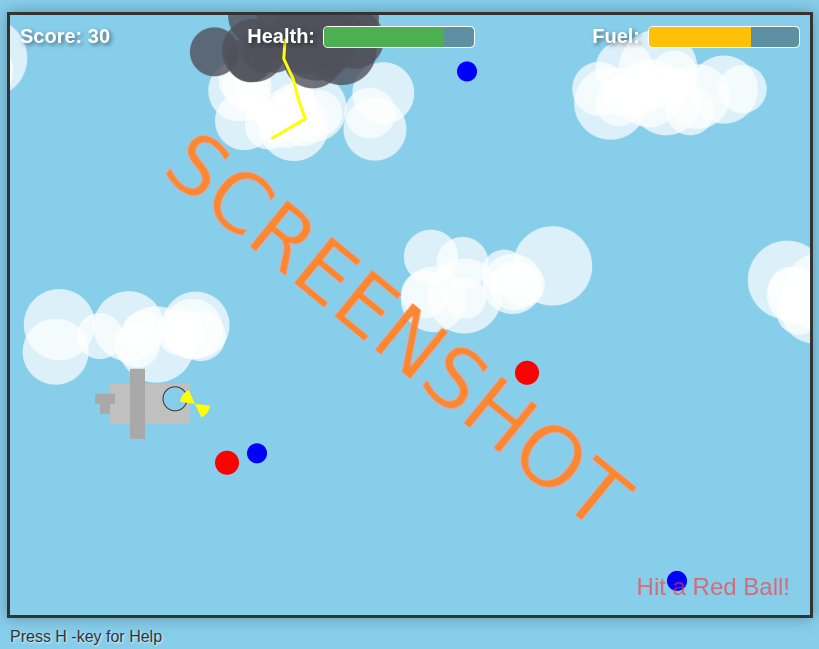 Score: 30
Health:
Fuel:
SCREENSHOT
Hit a Red Ball!
Press H -key for Help